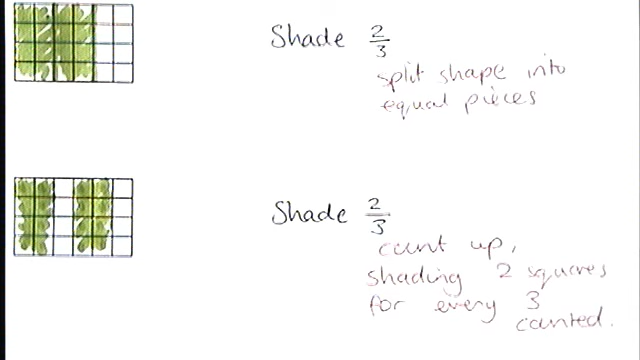 Shade 2/3
split shape into
equal pieces
Shade 2/3
count up,
shading 2 squares
for every 3
counted.